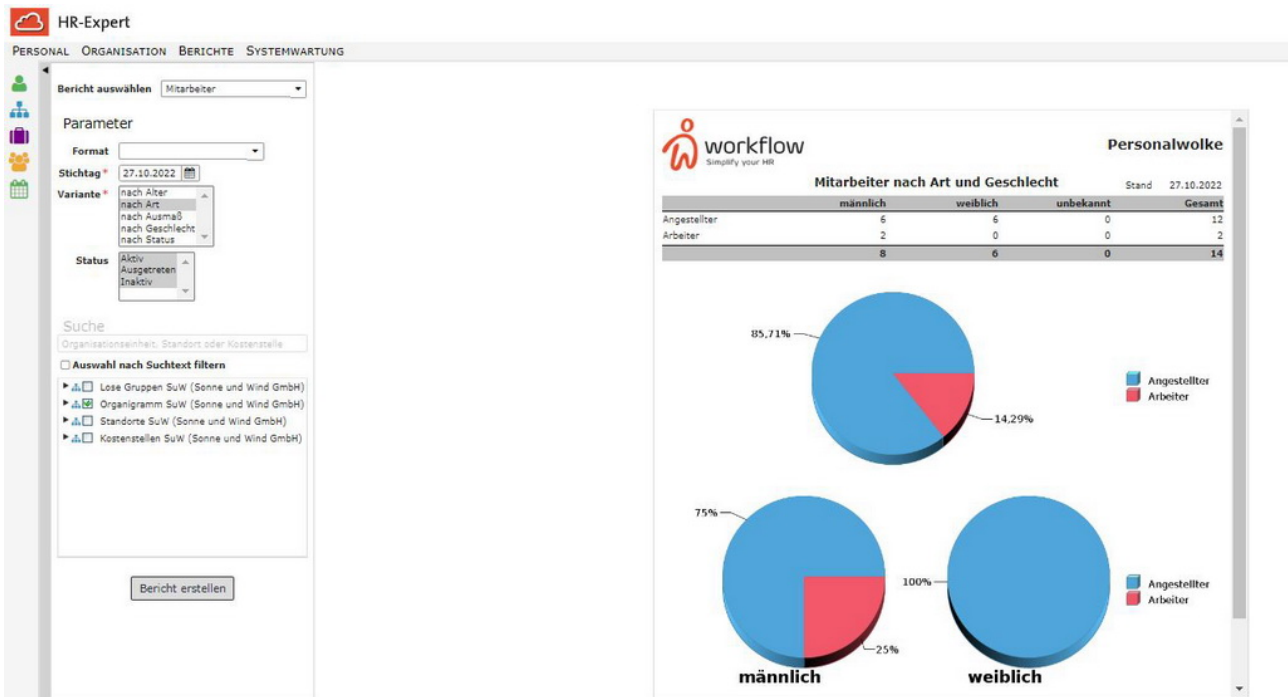 HR-Expert
PERSONAL ORGANISATION BERICHTE SYSTEMWARTUNG
Bericht auswählen Mitarbeiter
Parameter
Format
Stichtag* 27.10.2022
Variante* nach Alter
nach Art
nach Ausmaß
nach Geschlecht
nach Status
Status Aktiv
Ausgetreten
Inaktiv
Suche
Organisationseinheit, Standort oder Kostenstelle
Auswahl nach Suchtext filtern
Lose Gruppen SuW (Sonne und Wind GmbH)
Organigramm SuW (Sonne und Wind GmbH)
Standorte SuW (Sonne und Wind GmbH)
Kostenstellen SuW (Sonne und Wind GmbH)
Bericht erstellen
workflow
Simplify your HR
Personalwolke
Mitarbeiter nach Art und Geschlecht Stand 27.10.2022
männlich weiblich unbekannt Gesamt
Angestellter 6 6 0 12
Arbeiter 2 0 0 2
8 6 0 14
85,71%
14,29%
Angestellter
Arbeiter
75%
25%
männlich
100%
weiblich
Angestellter
Arbeiter